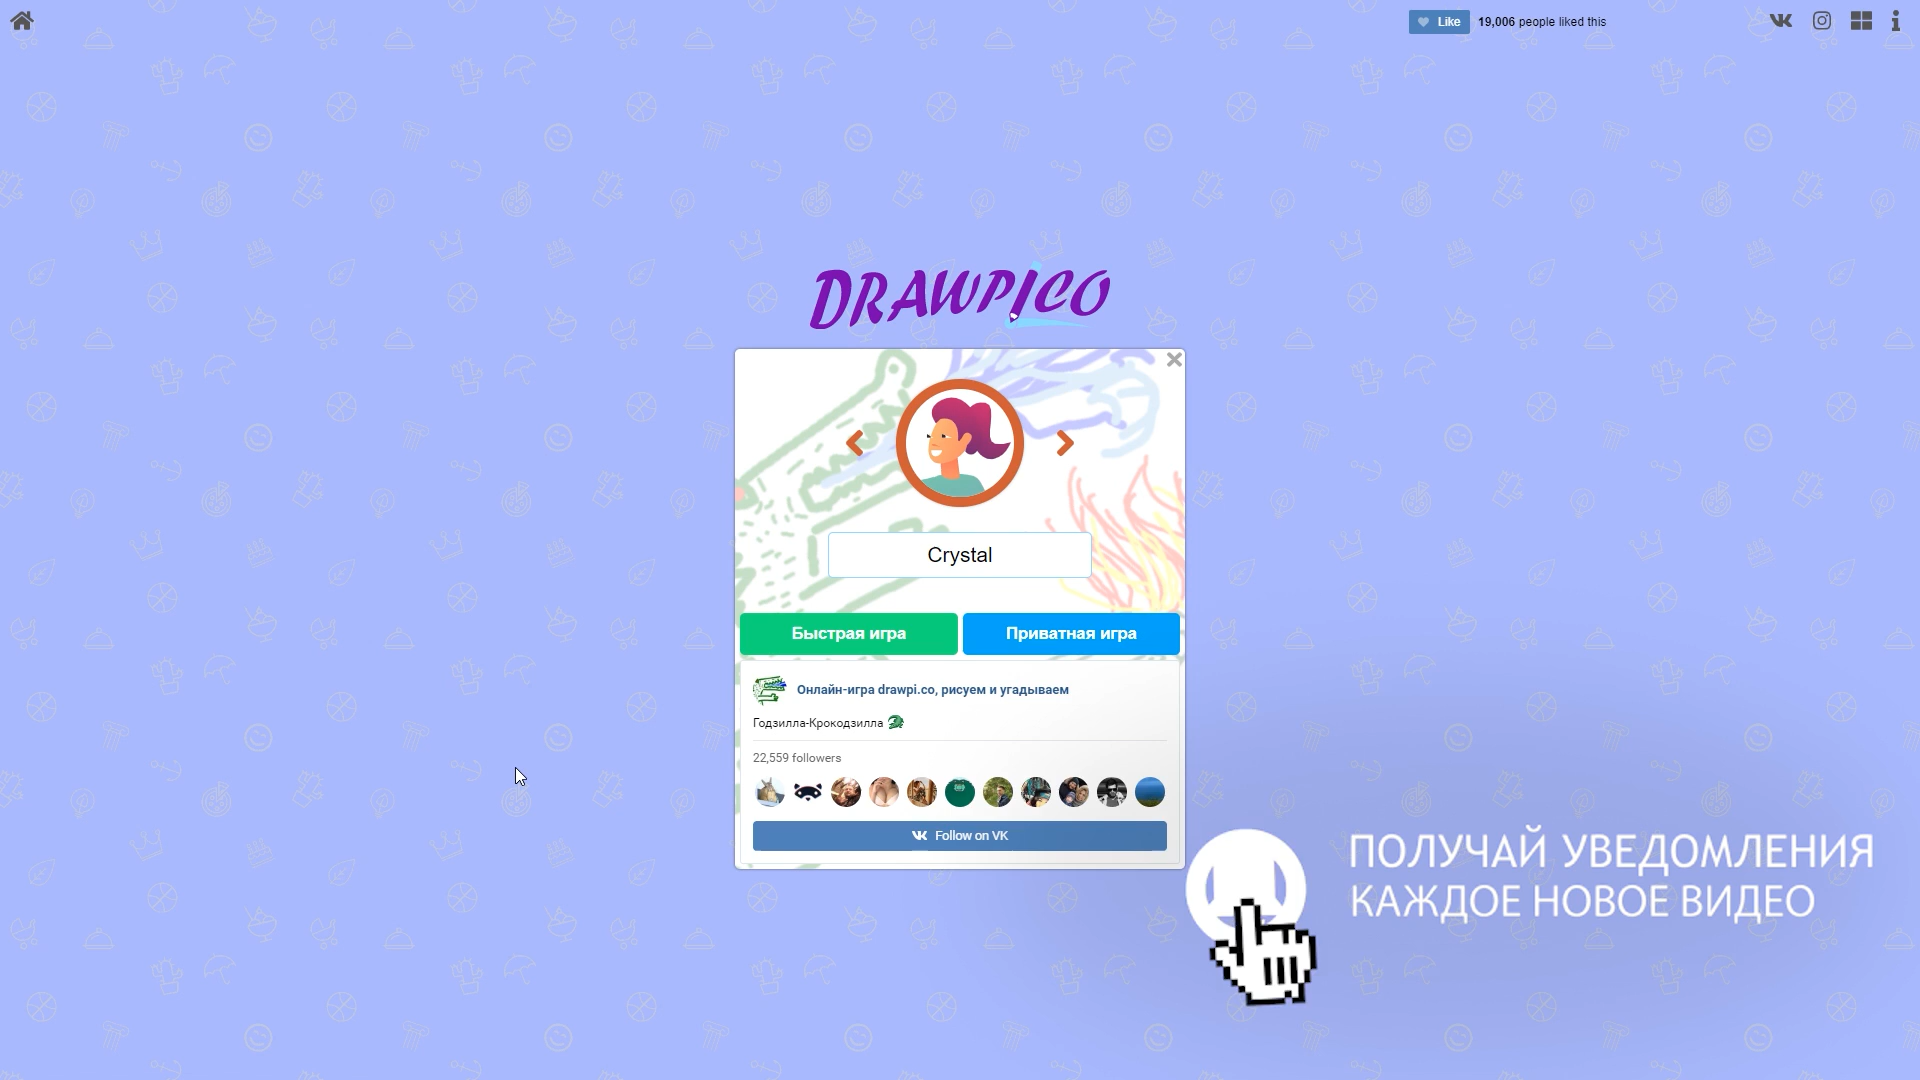 Like
19,006 people liked this
DRAWPICO
Crystal
Быстрая игра
Приватная игра
Онлайн-игра drawpi.co, рисуем и угадываем
Годзилла-Крокодзилла
22,559 followers
Follow on VK
ПОЛУЧАЙ УВЕДОМЛЕНИЯ
КАЖДОЕ НОВОЕ ВИДЕО